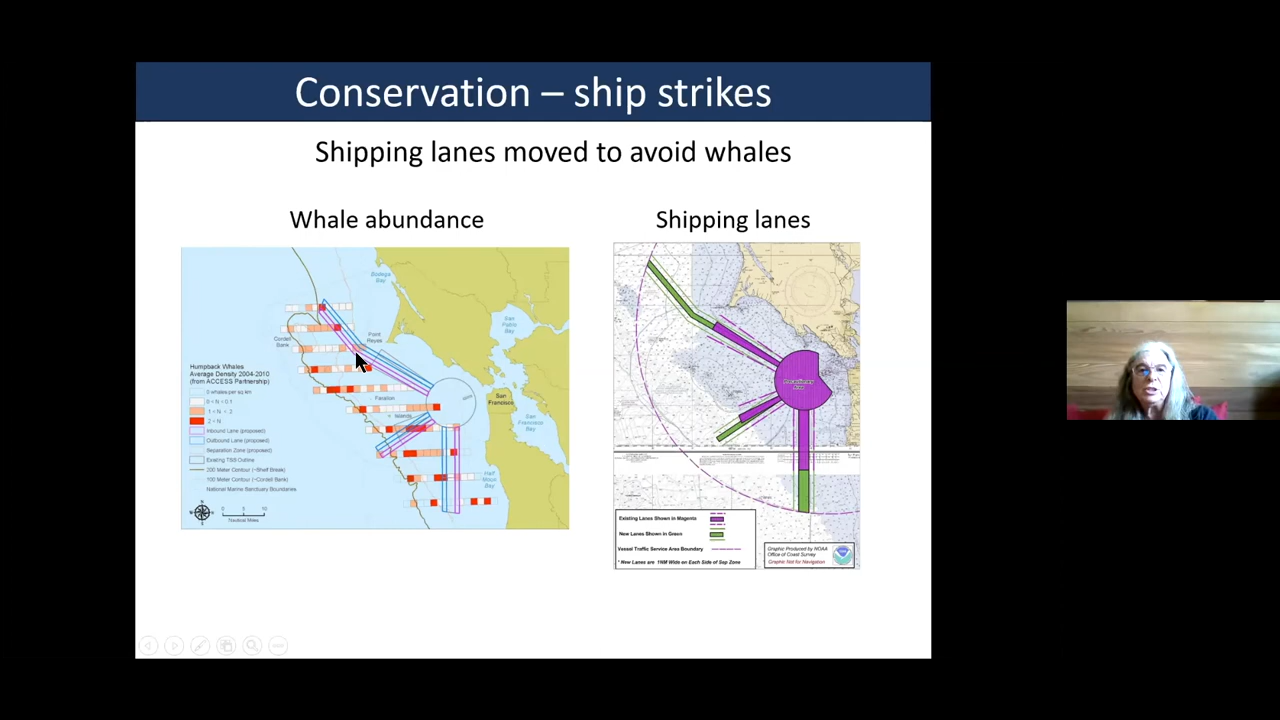 Conservation – ship strikes
Shipping lanes moved to avoid whales
Whale abundance
Shipping lanes
Bodega
Bay
Point
Reyes
Cordell
Bank
San
Pablo
Bay
Farallon
Islands
San
Francisco
San
Francisco
Bay
Half
Moon
Bay
Humpback Whales
Average Density 2004-2010
(from ACCESS Partnership)
0 whales per sq km
0 < N < 0.1
.1 < N < .2
.2 < N
Inbound Lane (proposed)
Outbound Lane (proposed)
Separation Zone (proposed)
Existing TSS Outline
200 Meter Contour (~Shelf Break)
100 Meter Contour (~Cordell Bank)
National Marine Sanctuary Boundaries
0 5 10
Nautical Miles
Precautionary
Area
Existing Lanes Shown in Magenta
New Lanes Shown in Green
Vessel Traffic Service Area Boundary
* New Lanes are 1NM Wide on Each Side of Sep Zone
Graphic Produced by NOAA
Office of Coast Survey
Graphic Not for Navigation